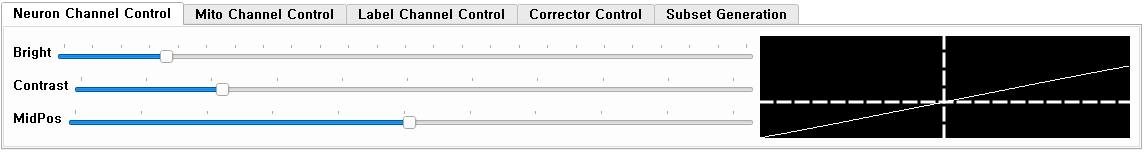 Neuron Channel Control Mito Channel Control Label Channel Control Corrector Control Subset Generation
Bright
Contrast
MidPos